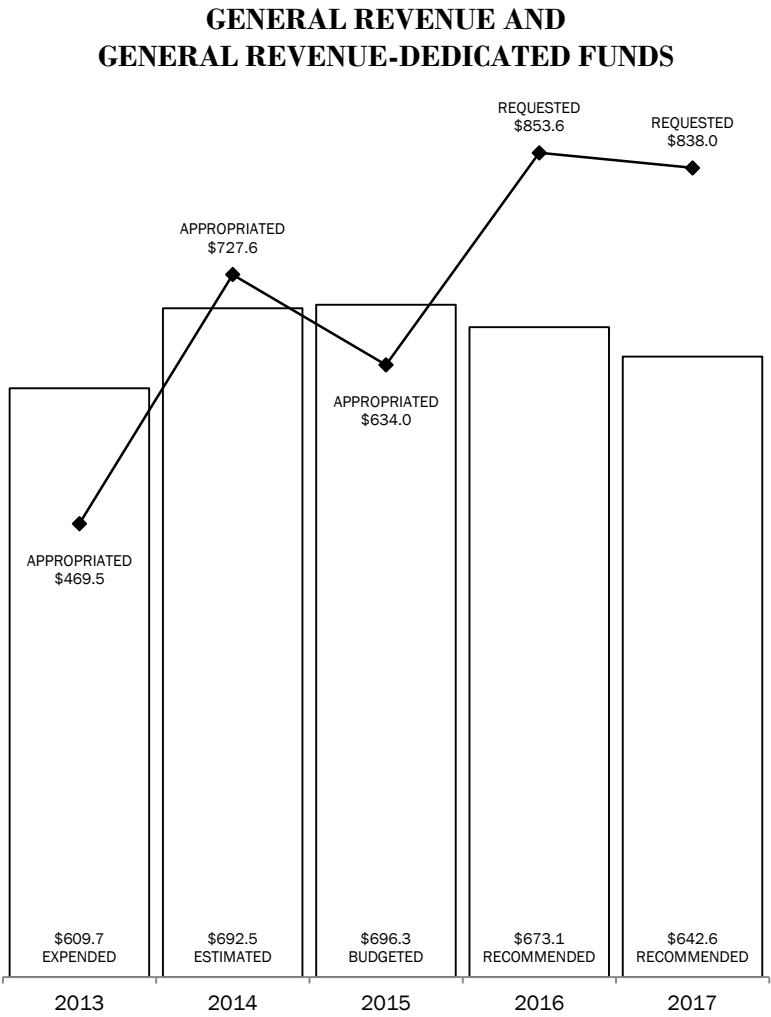 GENERAL REVENUE AND
GENERAL REVENUE-DEDICATED FUNDS
REQUESTED
$853.6
REQUESTED
$838.0
APPROPRIATED
$727.6
APPROPRIATED
$634.0
APPROPRIATED
$469.5
$609.7
EXPENDED
$692.5
ESTIMATED
$696.3
BUDGETED
$673.1
RECOMMENDED
$642.6
RECOMMENDED
2013
2014
2015
2016
2017